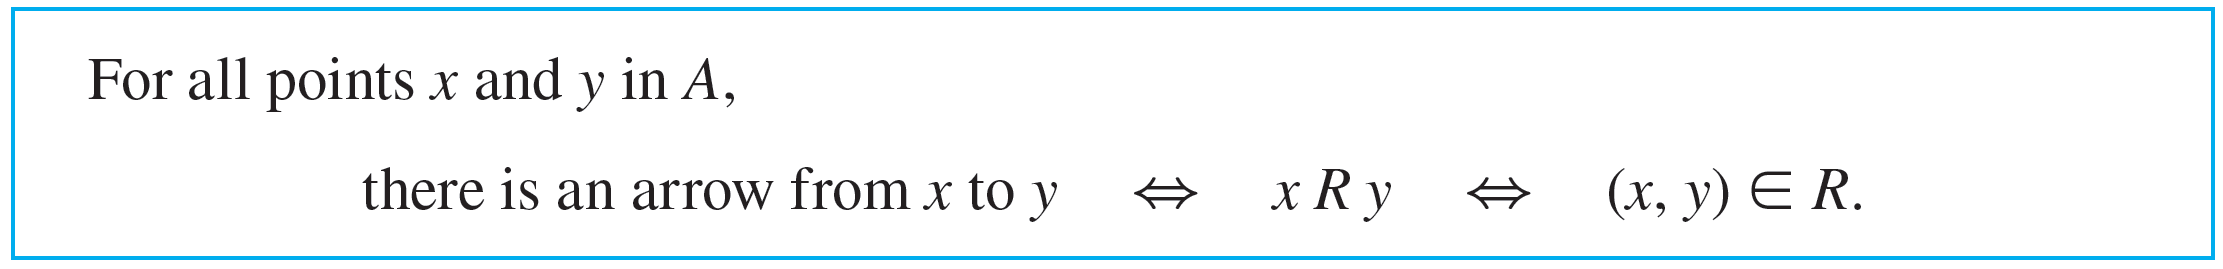 For all points x and y in A,
there is an arrow from x to y ⇔ x R y ⇔ (x, y) ∈ R.